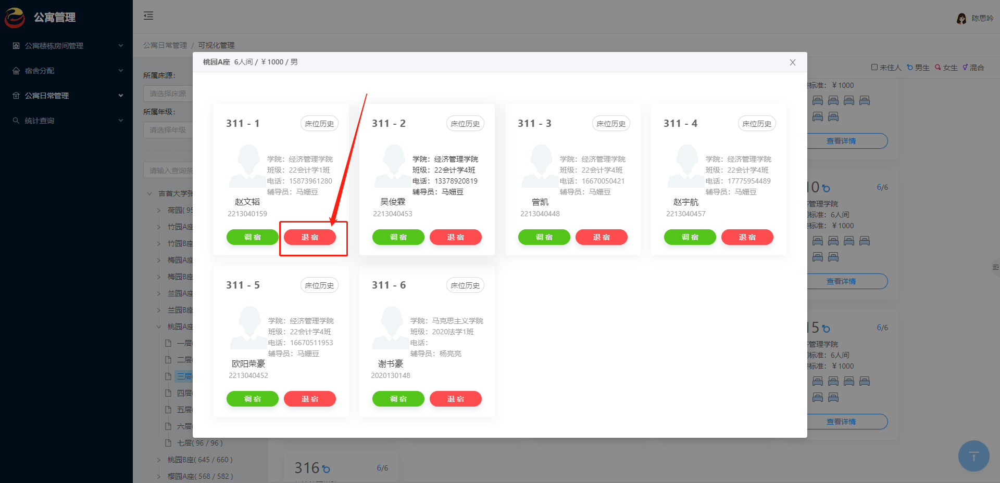 公寓管理
陈思吟
公寓楼栋房间管理
宿舍分配
公寓日常管理
统计查询
公寓日常管理 / 可视化管理
未住人 男生 女生 混合
所属床源:
请选择床源
所属年级:
请选择年级
请输入查询条
吉首大学张
荷园( 95
竹园A座
竹园B座
梅园A座
梅园B座
兰园A座
兰园B座
桃园A座
一层(
二层(
三层(
四层(
五层(
六层(
七层( 96 / 96 )
桃园B座( 645 / 660 )
樱园A座( 568 / 582 )
桃园A座 6人间 / ￥1000 / 男
311 - 1
床位历史
学院：经济管理学院
班级：22会计学1班
电话：15873961280
辅导员：马姗豆
赵文韬
2213040159
调 宿
退 宿
311 - 2
床位历史
学院：经济管理学院
班级：22会计学4班
电话：13378920819
辅导员：马姗豆
吴俊霖
2213040453
调 宿
退 宿
311 - 3
床位历史
学院：经济管理学院
班级：22会计学4班
电话：16670050421
辅导员：马姗豆
曾凯
2213040448
调 宿
退 宿
311 - 4
床位历史
学院：经济管理学院
班级：22会计学4班
电话：17775954489
辅导员：马姗豆
赵宇航
2213040457
调 宿
退 宿
311 - 5
床位历史
学院：经济管理学院
班级：22会计学4班
电话：16670511953
辅导员：马姗豆
欧阳荣豪
2213040452
调 宿
退 宿
311 - 6
床位历史
学院：马克思主义学院
班级：2020法学1班
电话：
辅导员：杨亮亮
谢书豪
2020130148
调 宿
退 宿
标准：￥1000
查看详情
10
6/6
管理学院
标准：6人间
标准：￥1000
查看详情
15
6/6
管理学院
标准：6人间
标准：￥1000
查看详情
316
6/6